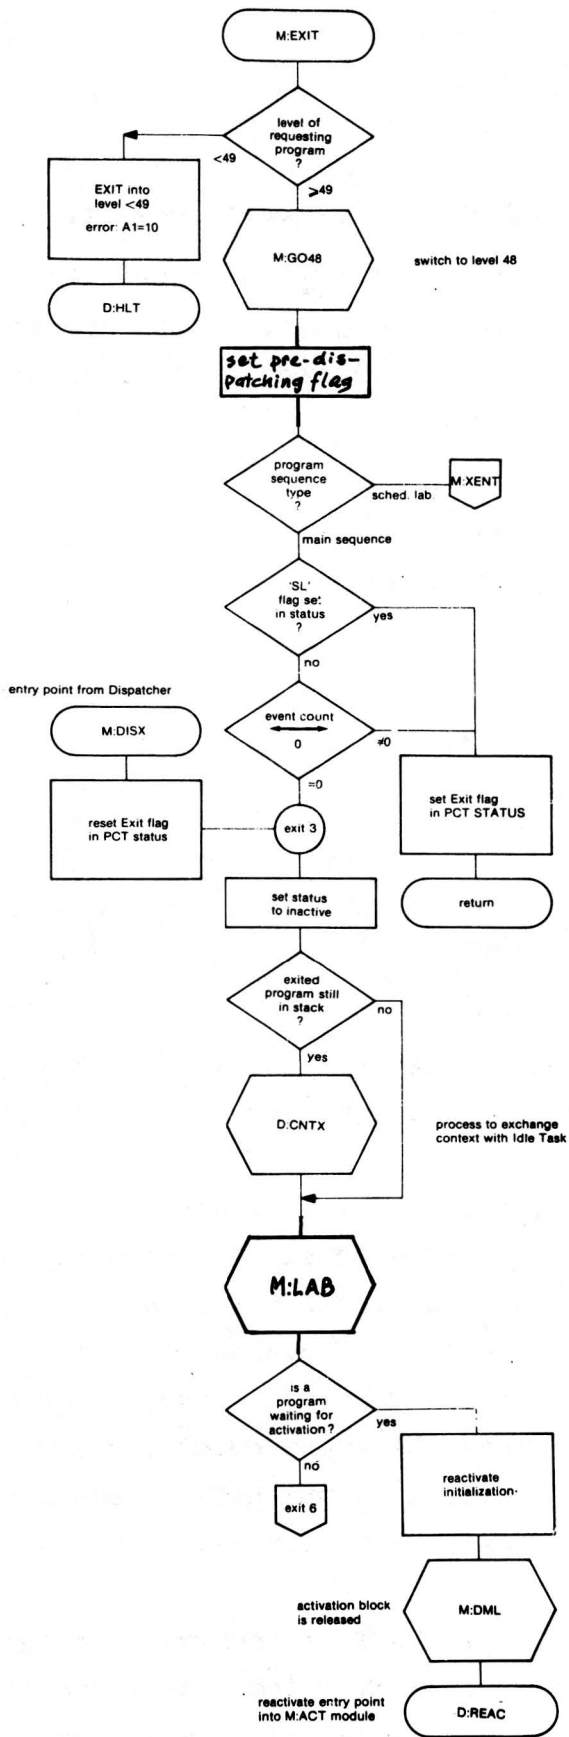 M:EXIT
level of
requesting
program
?
<49
≥49
EXIT into
level <49
error: A1=10
D:HLT
M:GO48
switch to level 48
set pre-dis-
patching flag
program
sequence
type
?
sched. lab.
M:XENT
main sequence
'SL'
flag set
in status
?
yes
no
entry point from Dispatcher
M:DISX
event count
0
≠0
=0
reset Exit flag
in PCT status
exit 3
set Exit flag
in PCT STATUS
return
set status
to inactive
exited
program still
in stack
?
no
yes
D:CNTX
process to exchange
context with Idle Task
M:LAB
is a
program
waiting for
activation?
yes
no
exit 6
reactivate
initialization
activation block
is released
M:DML
reactivate entry point
into M:ACT module
D:REAC